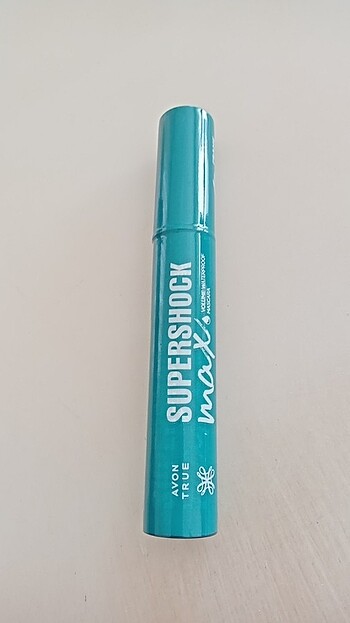 SUPERSHOCK
max
VOLUME WATERPROOF
MASCARA
AVON
TRUE